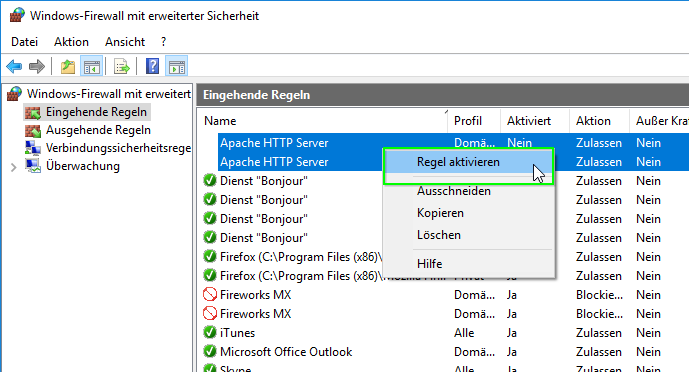 Windows-Firewall mit erweiterter Sicherheit
Datei Aktion Ansicht ?
Windows-Firewall mit erweitert
Eingehende Regeln
Ausgehende Regeln
Verbindungssicherheitsrege
Überwachung
Eingehende Regeln
Name Profil Aktiviert Aktion Außer Kra
Apache HTTP Server Domä... Nein Zulassen Nein
Apache HTTP Server Zulassen Nein
Dienst "Bonjour" Zulassen Nein
Dienst "Bonjour" Zulassen Nein
Dienst "Bonjour" Zulassen Nein
Dienst "Bonjour" Zulassen Nein
Firefox (C:\Program Files (x86)\ Zulassen Nein
Firefox (C:\Program Files (x86)\ Zulassen Nein
Fireworks MX Domä... Ja Blockie... Nein
Fireworks MX Domä... Ja Blockie... Nein
iTunes Alle Ja Zulassen Nein
Microsoft Office Outlook Alle Ja Zulassen Nein
Skype Alle Ja Zulassen Nein
Regel aktivieren
Ausschneiden
Kopieren
Löschen
Hilfe